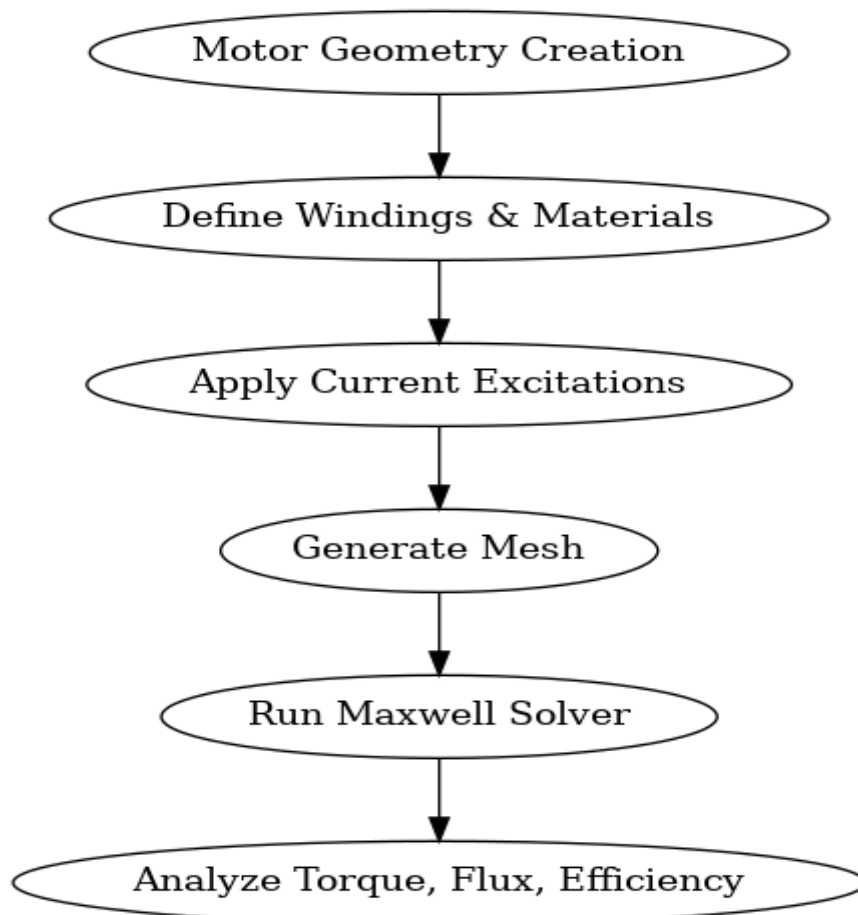 Motor Geometry Creation
Define Windings & Materials
Apply Current Excitations
Generate Mesh
Run Maxwell Solver
Analyze Torque, Flux, Efficiency